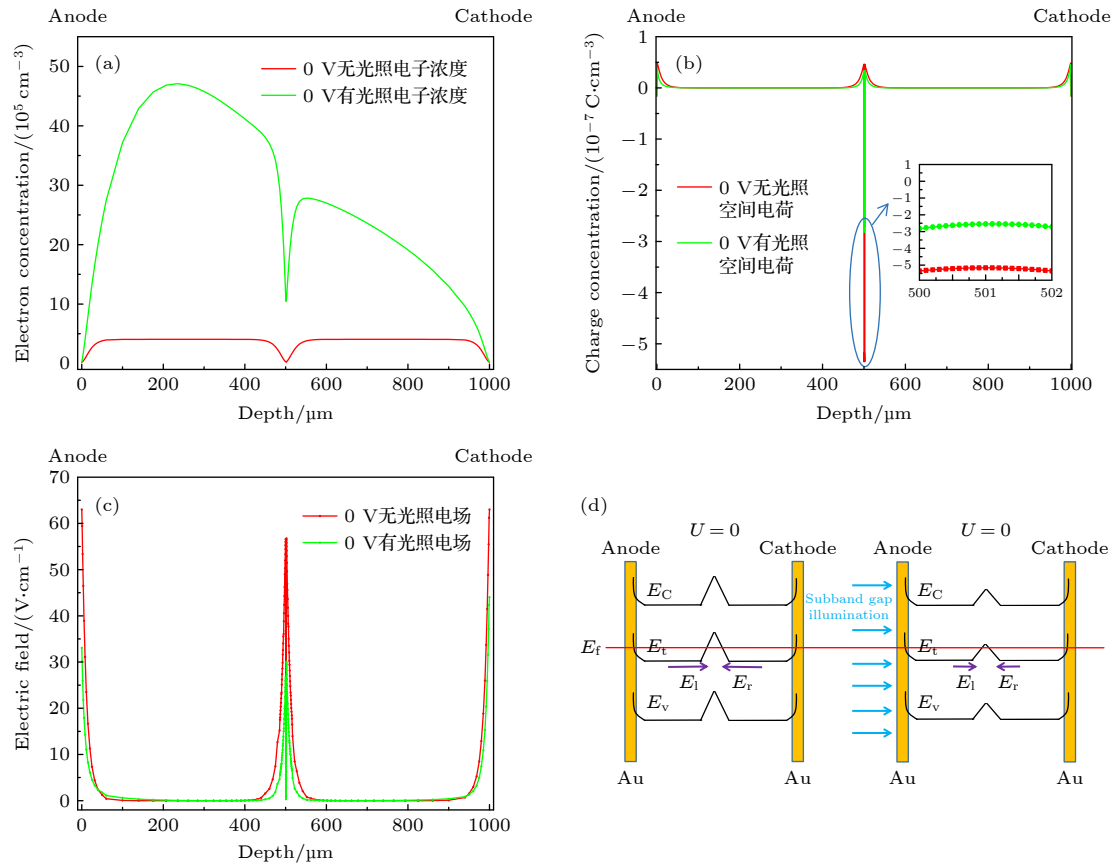 Anode
Cathode
(a)
0 V无光照电子浓度
0 V有光照电子浓度
Electron concentration/(10⁵ cm⁻³)
50
40
30
20
10
0
0 200 400 600 800 1000
Depth/µm
Anode
Cathode
(b)
0 V无光照
空间电荷
0 V有光照
空间电荷
Charge concentration/(10⁻⁷ C·cm⁻³)
1
0
−1
−2
−3
−4
−5
0 200 400 600 800 1000
Depth/µm
1
0
−1
−2
−3
−4
−5
500 501 502
Anode
Cathode
(c)
0 V无光照电场
0 V有光照电场
Electric field/(V·cm⁻¹)
70
60
50
40
30
20
10
0
0 200 400 600 800 1000
Depth/µm
(d)
U = 0
Anode
Cathode
E_C
E_f
E_t
E_l
E_r
E_v
Au
Au
U = 0
Anode
Cathode
Subband gap
illumination
E_C
E_t
E_l
E_r
E_v
Au
Au